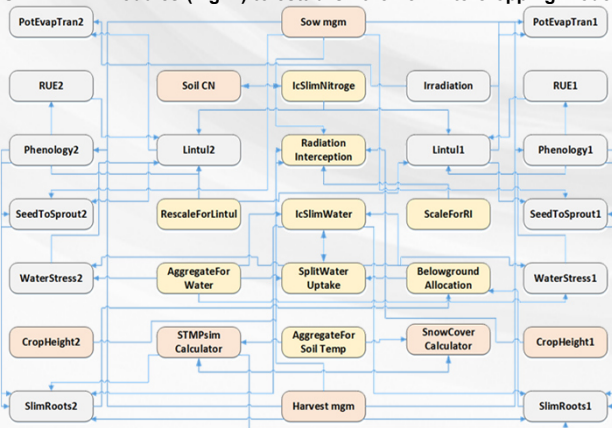 PotEvapTran2
Sow mgm
PotEvapTran1
RUE2
Soil CN
IcSlimNitroge
Irradiation
RUE1
Phenology2
Lintul2
Radiation
Interception
Lintul1
Phenology1
SeedToSprout2
RescaleForLintul
IcSlimWater
ScaleForRI
SeedToSprout1
WaterStress2
AggregateFor
Water
SplitWater
Uptake
Belowground
Allocation
WaterStress1
CropHeight2
STMPsim
Calculator
AggregateFor
Soil Temp
SnowCover
Calculator
CropHeight1
SlimRoots2
Harvest mgm
SlimRoots1